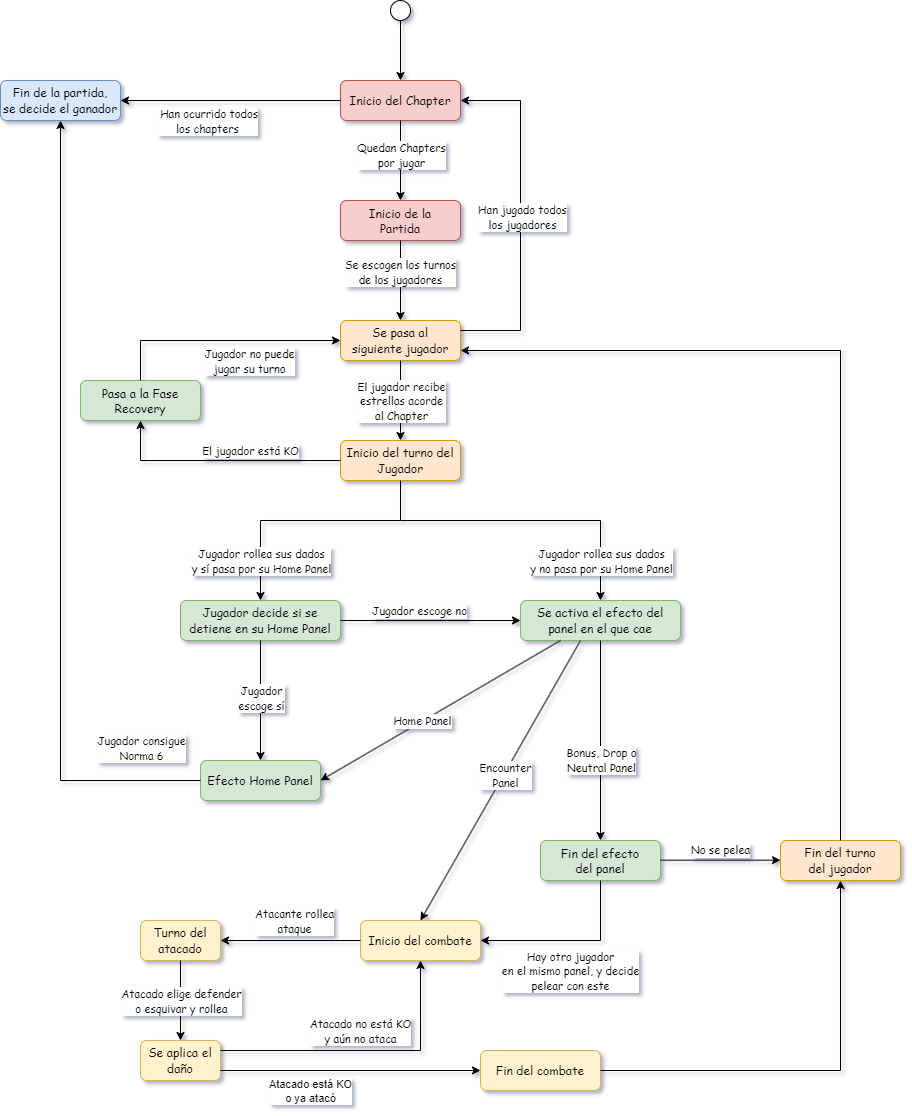 Fin de la partida,
se decide el ganador
Inicio del Chapter
Han ocurrido todos
los chapters
Quedan Chapters
por jugar
Inicio de la
Partida
Han jugado todos
los jugadores
Se escogen los turnos
de los jugadores
Se pasa al
siguiente jugador
Jugador no puede
jugar su turno
Pasa a la Fase
Recovery
El jugador recibe
estrellas acorde
al Chapter
El jugador está KO
Inicio del turno del
Jugador
Jugador rollea sus dados
y sí pasa por su Home Panel
Jugador rollea sus dados
y no pasa por su Home Panel
Jugador decide si se
detiene en su Home Panel
Jugador escoge no
Se activa el efecto del
panel en el que cae
Jugador
escoge sí
Home Panel
Jugador consigue
Norma 6
Efecto Home Panel
Encounter
Panel
Bonus, Drop o
Neutral Panel
Fin del efecto
del panel
No se pelea
Fin del turno
del jugador
Turno del
atacado
Atacante rollea
ataque
Inicio del combate
Hay otro jugador
en el mismo panel, y decide
pelear con este
Atacado elige defender
o esquivar y rollea
Atacado no está KO
y aún no ataca
Se aplica el
daño
Atacado está KO
o ya atacó
Fin del combate